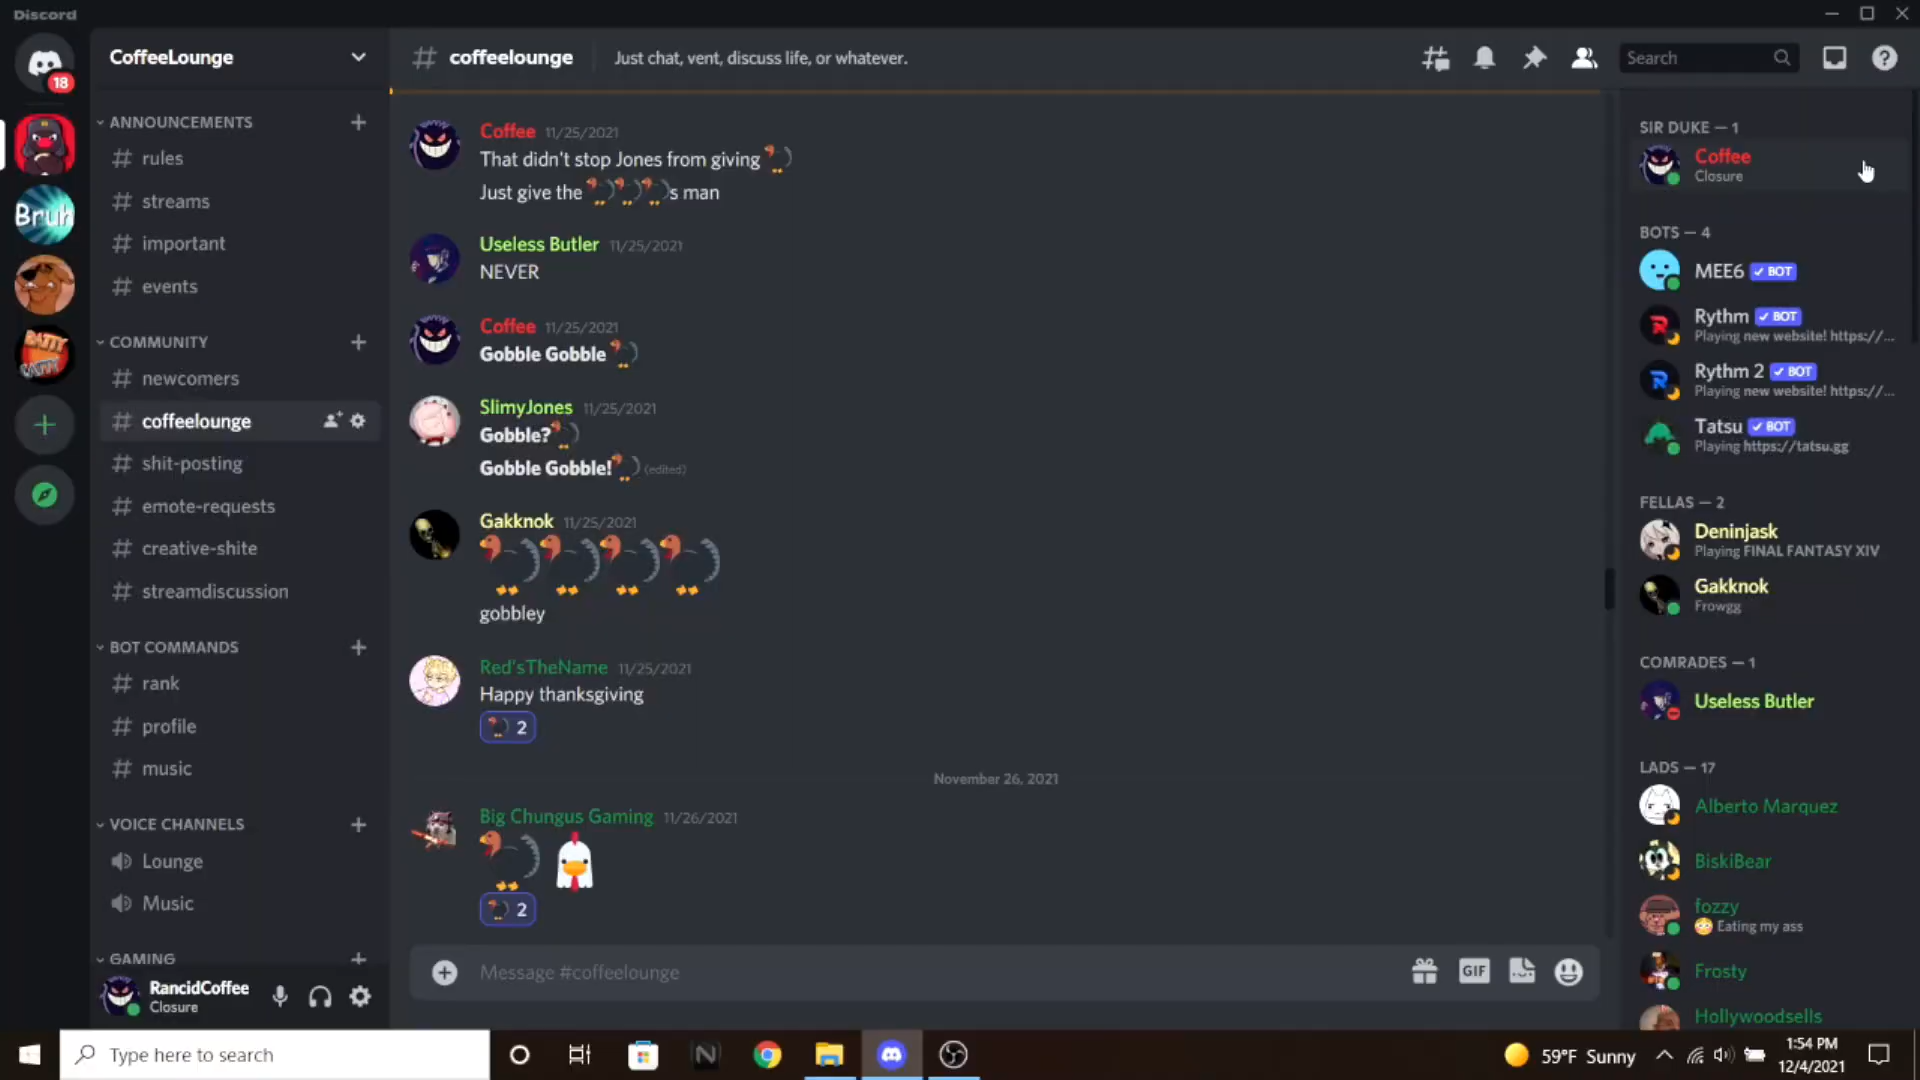 Discord
18
Bruh
BATTY
BATTY
CoffeeLounge
ANNOUNCEMENTS
rules
streams
important
events
COMMUNITY
newcomers
coffeelounge
shit-posting
emote-requests
creative-shite
streamdiscussion
BOT COMMANDS
rank
profile
music
VOICE CHANNELS
Lounge
Music
GAMING
RancidCoffee
Closure
# coffeelounge Just chat, vent, discuss life, or whatever.
Search
Coffee 11/25/2021
That didn't stop Jones from giving
Just give the s man
Useless Butler 11/25/2021
NEVER
Coffee 11/25/2021
Gobble Gobble
SlimyJones 11/25/2021
Gobble?
Gobble Gobble! (edited)
Gakknok 11/25/2021
gobbley
Red'sTheName 11/25/2021
Happy thanksgiving
2
November 26, 2021
Big Chungus Gaming 11/26/2021
2
Message #coffeelounge
GIF
SIR DUKE — 1
Coffee
Closure
BOTS — 4
MEE6 ✓ BOT
Rythm ✓ BOT
Playing new website! https://...
Rythm 2 ✓ BOT
Playing new website! https://...
Tatsu ✓ BOT
Playing https://tatsu.gg
FELLAS — 2
Deninjask
Playing FINAL FANTASY XIV
Gakknok
Frowgg
COMRADES — 1
Useless Butler
LADS — 17
Alberto Marquez
BiskiBear
fozzy
Eating my ass
Frosty
Hollywoodsells
Type here to search
59°F Sunny
1:54 PM
12/4/2021